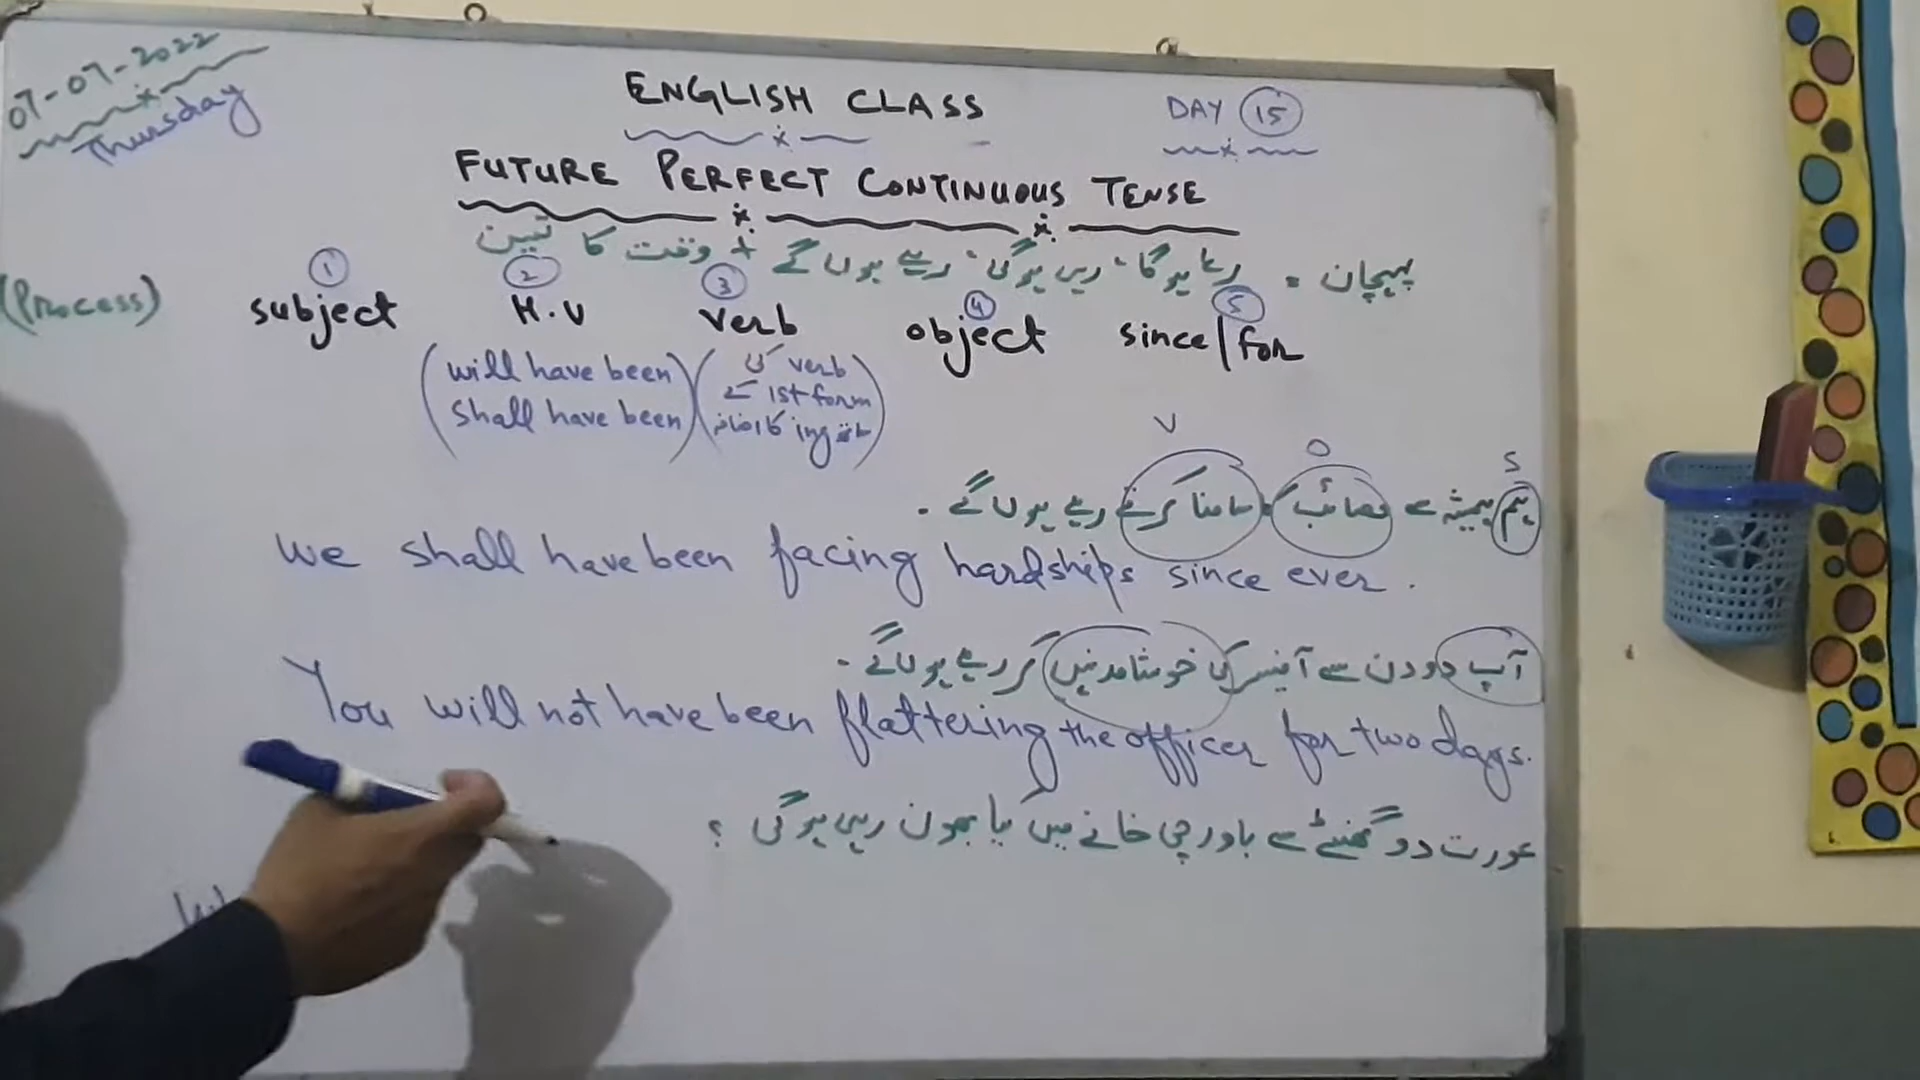 07-07-2022
Thursday
ENGLISH CLASS
DAY 15
FUTURE PERFECT CONTINUOUS TENSE
پہچان = رہا ہوگا، رہی ہوگی، رہے ہوں گے + وقت کا تعین
(Process)
1 2 3 4 5
subject H.V verb object since/for
(will have been
shall have been)
(verb کی
1st form کے
ساتھ ing کا اضافہ)
V O S
ہم ہمیشہ سے مصائب کا سامنا کرتے رہے ہوں گے۔
we shall have been facing hardships since ever.
آپ دو دن سے آفیسر کی خوشامد نہیں کر رہے ہوں گے۔
You will not have been flattering the officer for two days.
عورت دو گھنٹے سے باورچی خانے میں کیا بھون رہی ہوگی؟